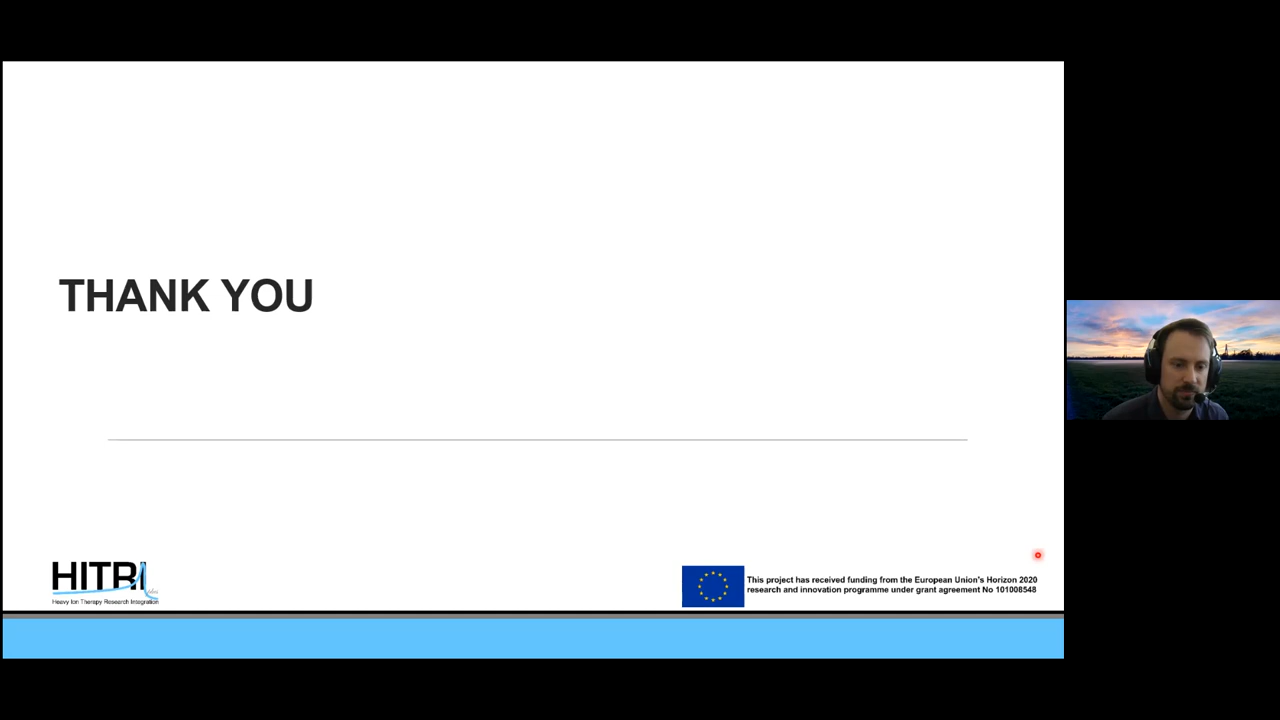 THANK YOU
HITRI
Heavy Ion Therapy Research Integration
This project has received funding from the European Union's Horizon 2020
research and innovation programme under grant agreement No 101008548